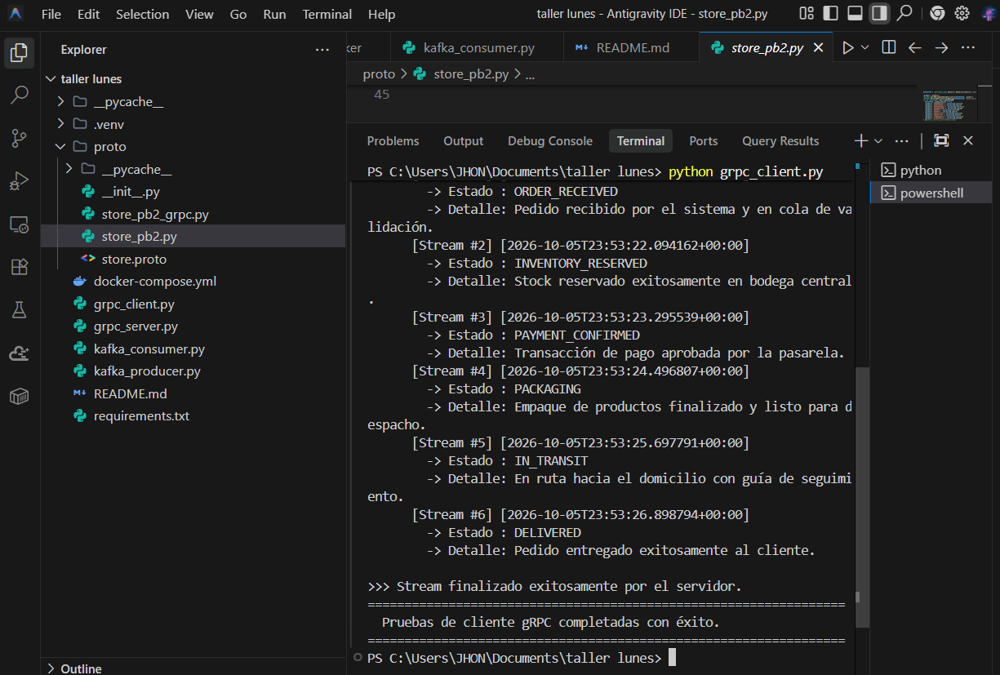 File Edit Selection View Go Run Terminal Help
taller lunes - Antigravity IDE - store_pb2.py
Explorer
taller lunes
__pycache__
.venv
proto
__pycache__
__init__.py
store_pb2_grpc.py
store_pb2.py
store.proto
docker-compose.yml
grpc_client.py
grpc_server.py
kafka_consumer.py
kafka_producer.py
README.md
requirements.txt
Outline
ker
kafka_consumer.py
README.md
store_pb2.py
proto > store_pb2.py > ...
45
Problems Output Debug Console Terminal Ports Query Results
PS C:\Users\JHON\Documents\taller lunes> python grpc_client.py
-> Estado : ORDER_RECEIVED
-> Detalle: Pedido recibido por el sistema y en cola de va
lidación.
[Stream #2] [2026-10-05T23:53:22.094162+00:00]
-> Estado : INVENTORY_RESERVED
-> Detalle: Stock reservado exitosamente en bodega central
.
[Stream #3] [2026-10-05T23:53:23.295539+00:00]
-> Estado : PAYMENT_CONFIRMED
-> Detalle: Transacción de pago aprobada por la pasarela.
[Stream #4] [2026-10-05T23:53:24.496807+00:00]
-> Estado : PACKAGING
-> Detalle: Empaque de productos finalizado y listo para d
espacho.
[Stream #5] [2026-10-05T23:53:25.697791+00:00]
-> Estado : IN_TRANSIT
-> Detalle: En ruta hacia el domicilio con guía de seguimi
ento.
[Stream #6] [2026-10-05T23:53:26.898794+00:00]
-> Estado : DELIVERED
-> Detalle: Pedido entregado exitosamente al cliente.
>>> Stream finalizado exitosamente por el servidor.
=================================================================
Pruebas de cliente gRPC completadas con éxito.
=================================================================
PS C:\Users\JHON\Documents\taller lunes>
python
powershell